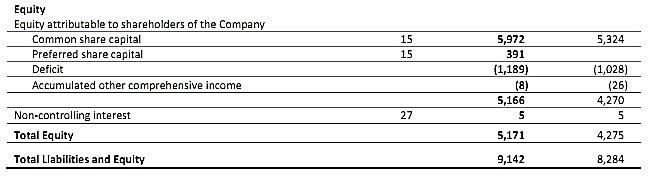 Equity
Equity attributable to shareholders of the Company
Common share capital 15 5,972 5,324
Preferred share capital 15 391
Deficit (1,189) (1,028)
Accumulated other comprehensive income (8) (26)
5,166 4,270
Non-controlling interest 27 5 5
Total Equity 5,171 4,275
Total Liabilities and Equity 9,142 8,284